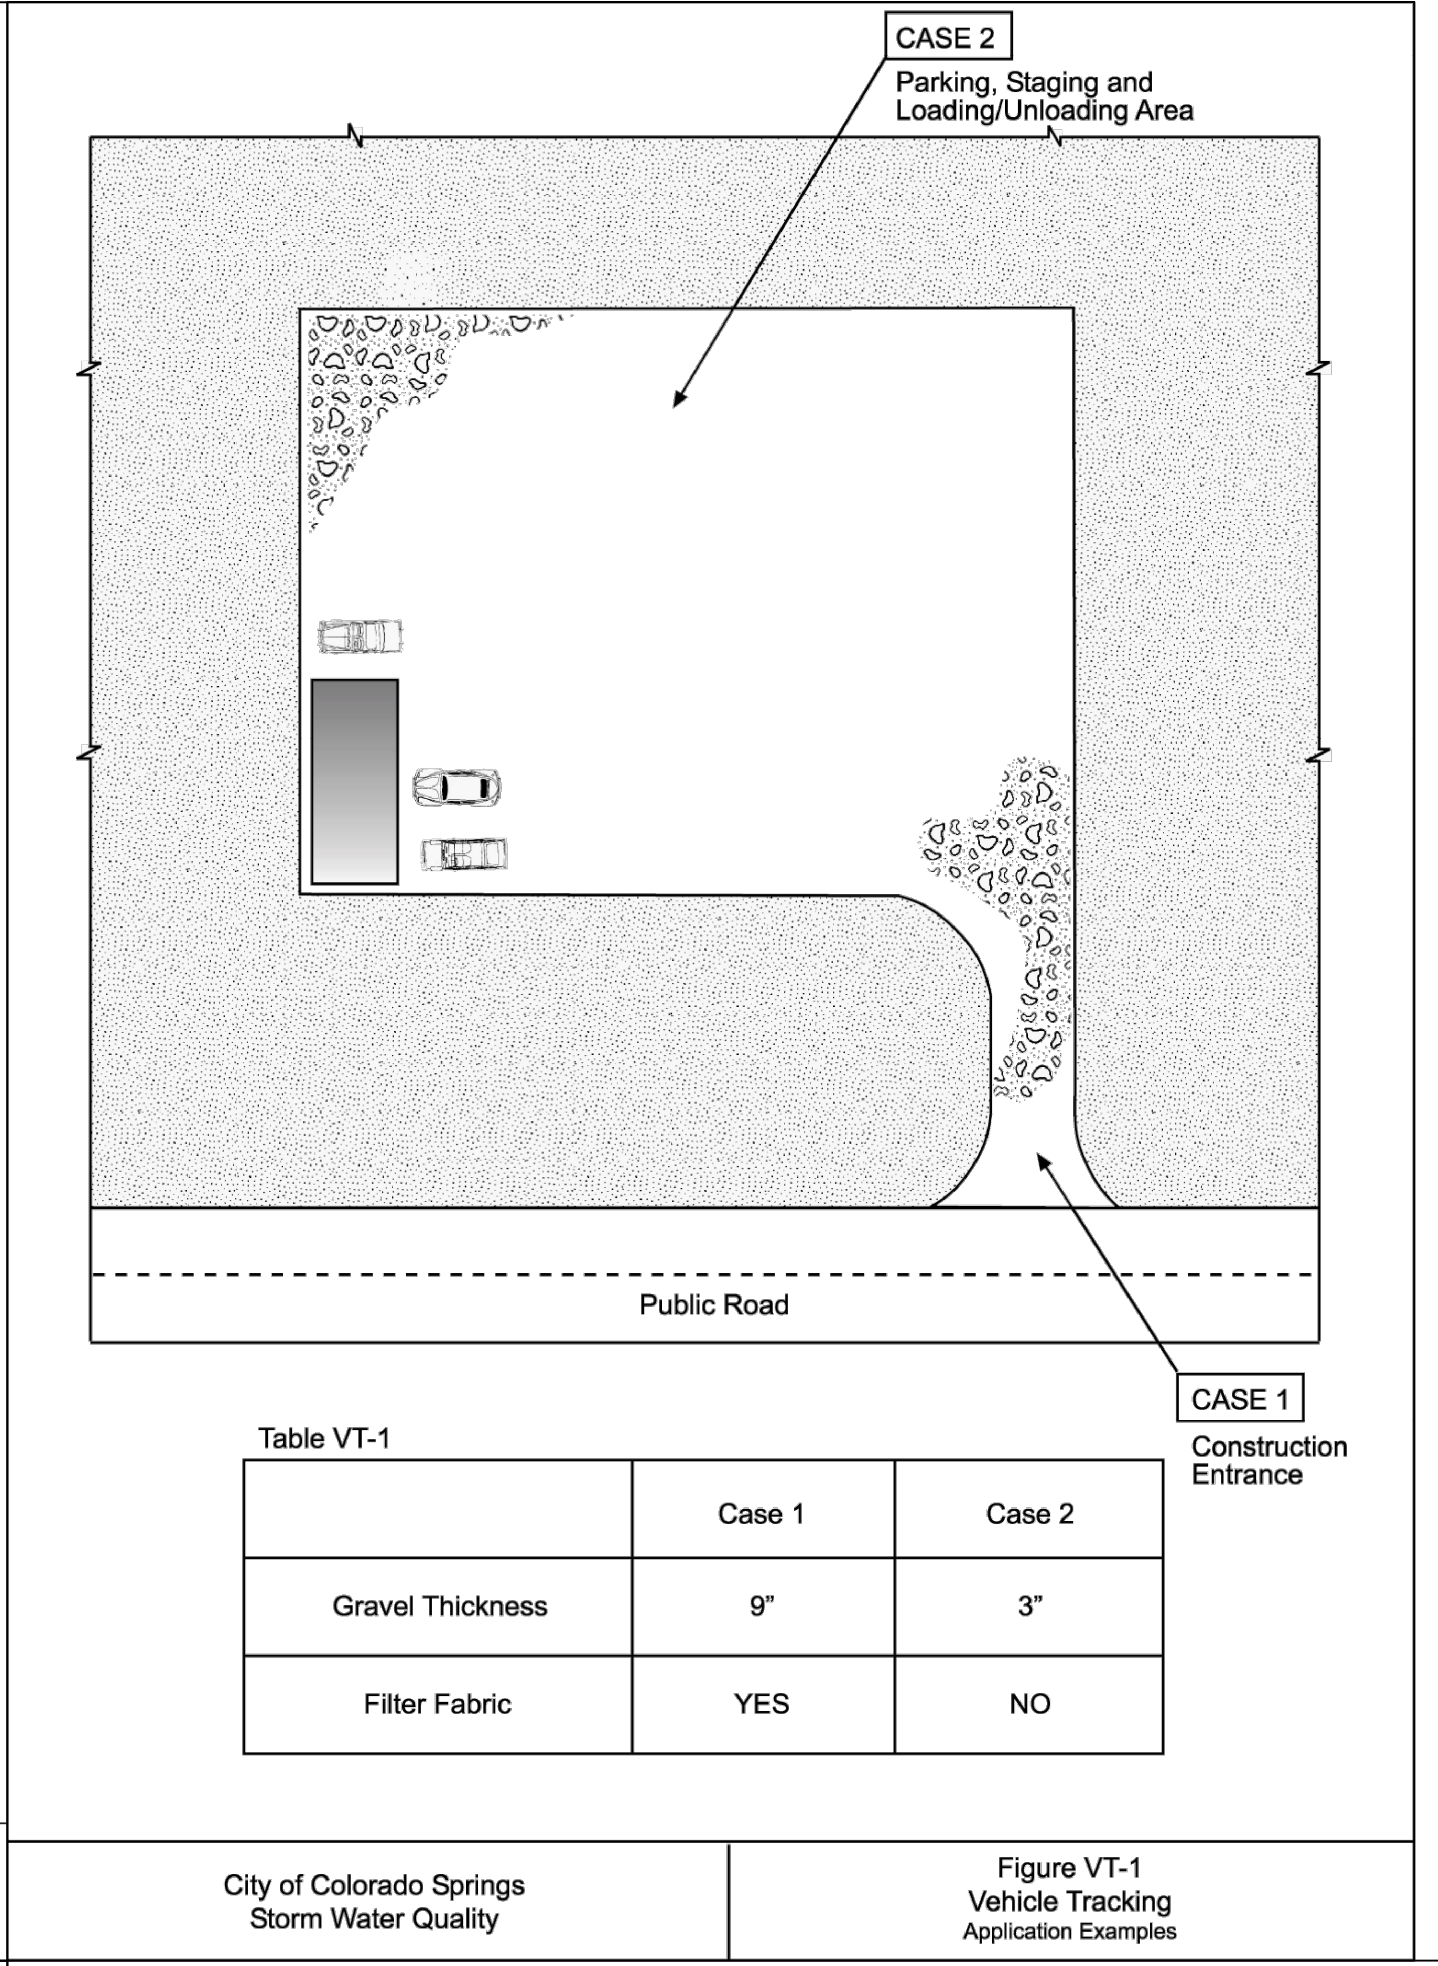 CASE 2
Parking, Staging and
Loading/Unloading Area
Public Road
CASE 1
Construction
Entrance
Table VT-1
Case 1 Case 2
Gravel Thickness 9” 3”
Filter Fabric YES NO
City of Colorado Springs
Storm Water Quality
Figure VT-1
Vehicle Tracking
Application Examples